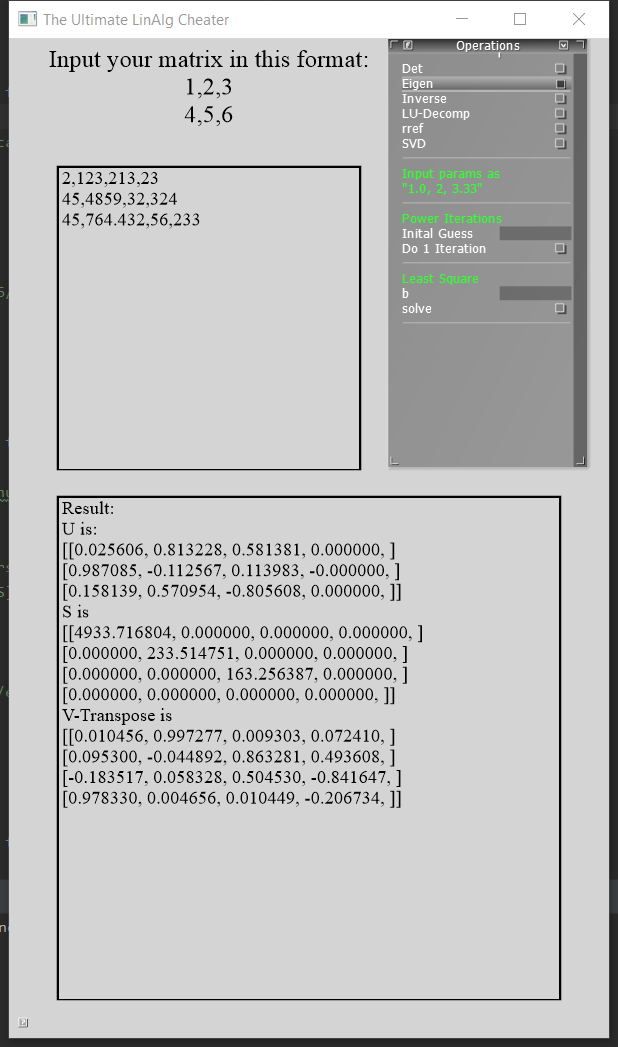 The Ultimate LinAlg Cheater
Input your matrix in this format:
1,2,3
4,5,6
2,123,213,23
45,4859,32,324
45,764.432,56,233
Operations
Det
Eigen
Inverse
LU-Decomp
rref
SVD
Input params as
"1.0, 2, 3.33"
Power Iterations
Inital Guess
Do 1 Iteration
Least Square
b
solve
Result:
U is:
[[0.025606, 0.813228, 0.581381, 0.000000, ]
[0.987085, -0.112567, 0.113983, -0.000000, ]
[0.158139, 0.570954, -0.805608, 0.000000, ]]
S is
[[4933.716804, 0.000000, 0.000000, 0.000000, ]
[0.000000, 233.514751, 0.000000, 0.000000, ]
[0.000000, 0.000000, 163.256387, 0.000000, ]
[0.000000, 0.000000, 0.000000, 0.000000, ]]
V-Transpose is
[[0.010456, 0.997277, 0.009303, 0.072410, ]
[0.095300, -0.044892, 0.863281, 0.493608, ]
[-0.183517, 0.058328, 0.504530, -0.841647, ]
[0.978330, 0.004656, 0.010449, -0.206734, ]]